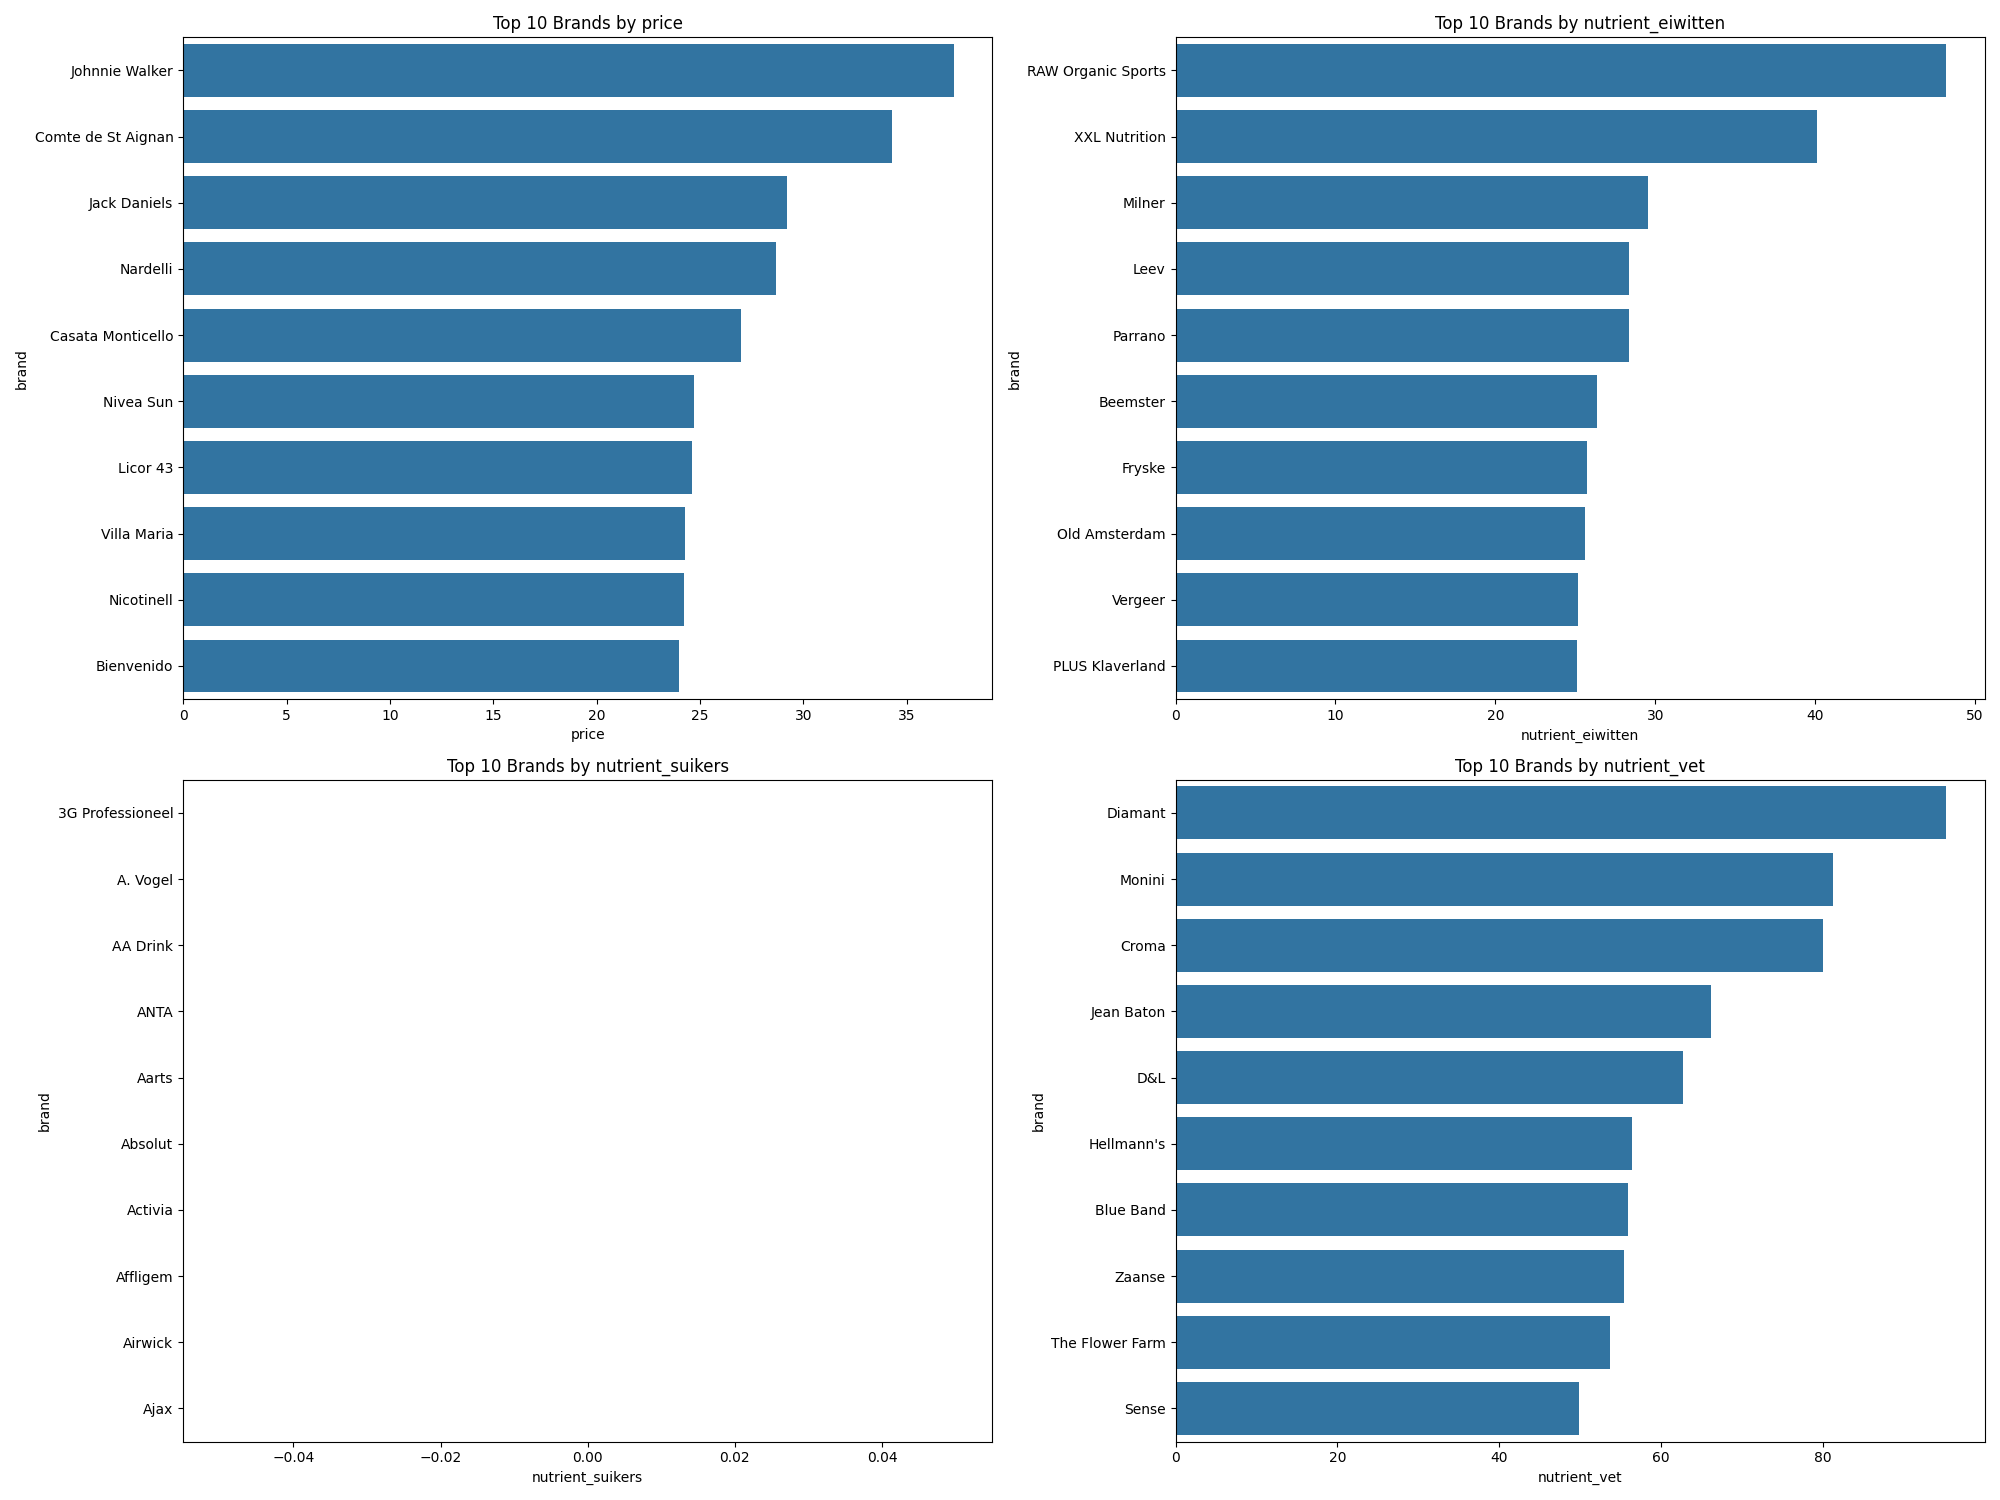 Top 10 Brands by price
brand
Johnnie Walker
Comte de St Aignan
Jack Daniels
Nardelli
Casata Monticello
Nivea Sun
Licor 43
Villa Maria
Nicotinell
Bienvenido
0 5 10 15 20 25 30 35
price
Top 10 Brands by nutrient_eiwitten
brand
RAW Organic Sports
XXL Nutrition
Milner
Leev
Parrano
Beemster
Fryske
Old Amsterdam
Vergeer
PLUS Klaverland
0 10 20 30 40 50
nutrient_eiwitten
Top 10 Brands by nutrient_suikers
brand
3G Professioneel
A. Vogel
AA Drink
ANTA
Aarts
Absolut
Activia
Affligem
Airwick
Ajax
−0.04 −0.02 0.00 0.02 0.04
nutrient_suikers
Top 10 Brands by nutrient_vet
brand
Diamant
Monini
Croma
Jean Baton
D&L
Hellmann's
Blue Band
Zaanse
The Flower Farm
Sense
0 20 40 60 80
nutrient_vet